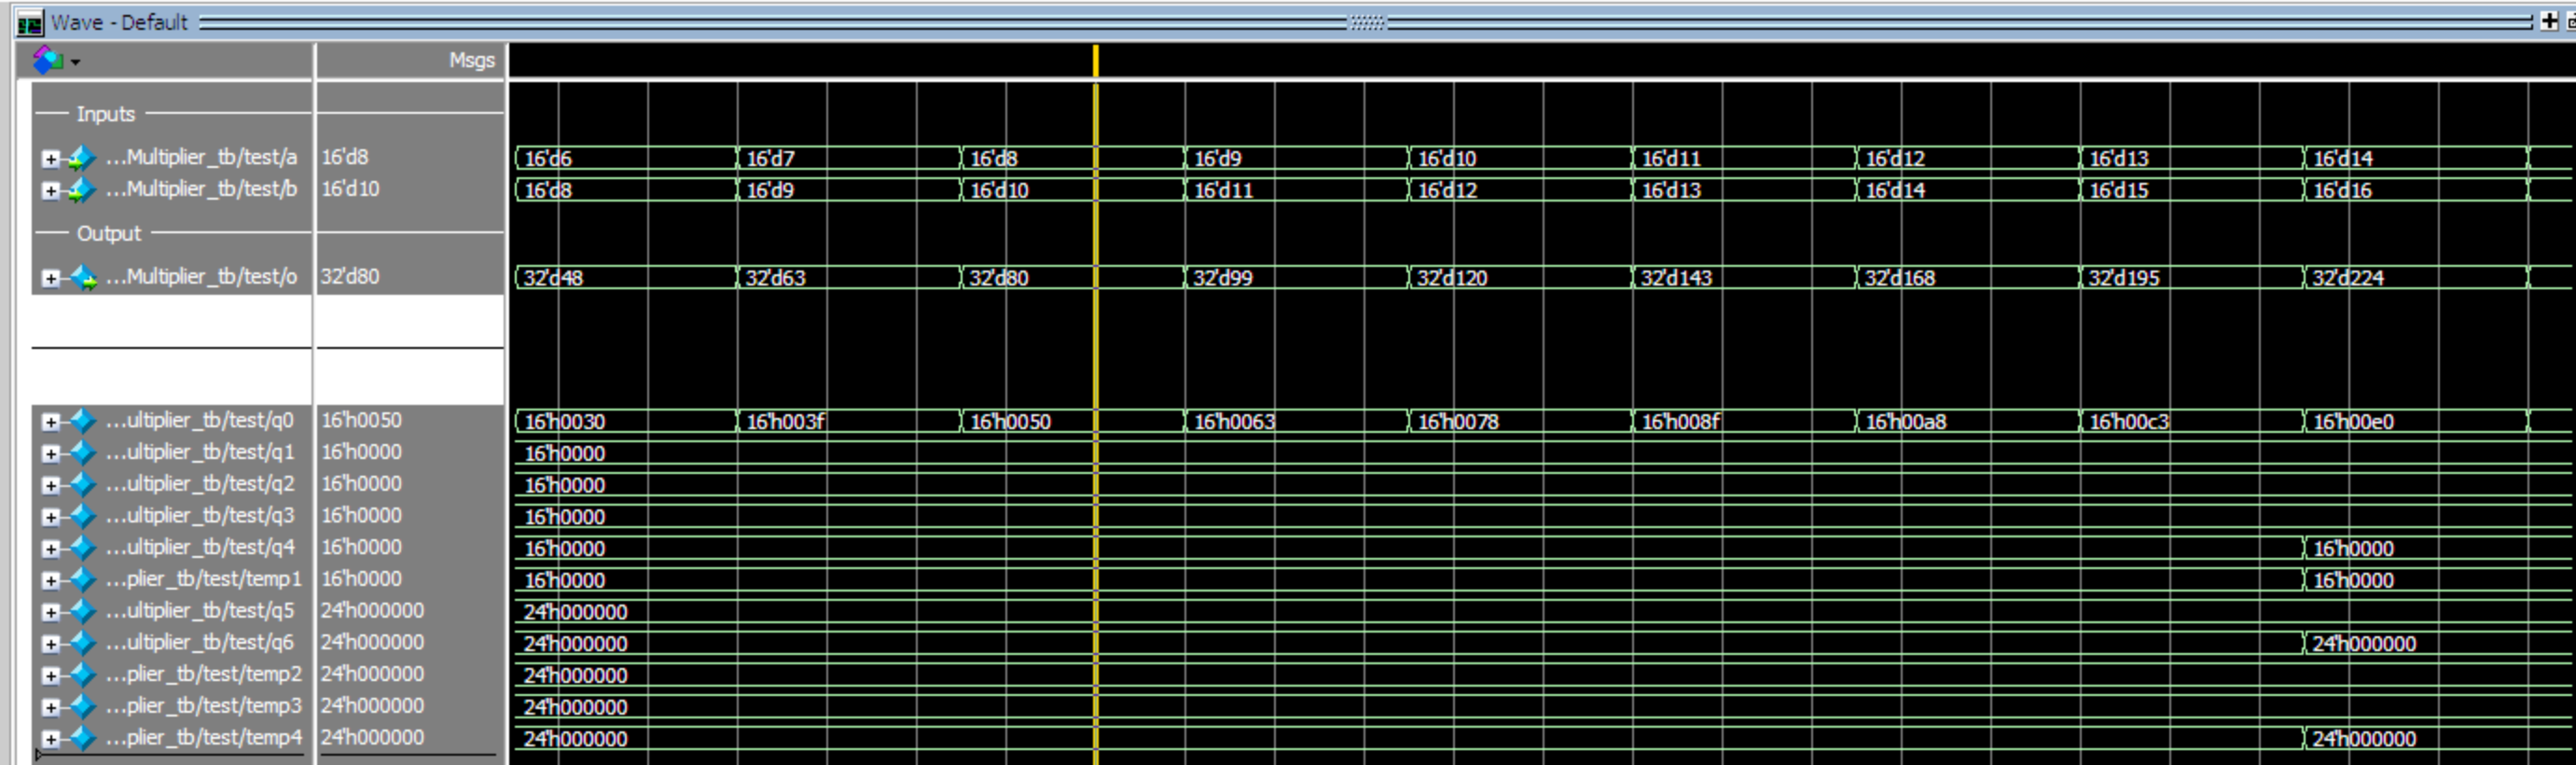 Wave - Default
Msgs
Inputs
...Multiplier_tb/test/a 16'd8 16'd6 16'd7 16'd8 16'd9 16'd10 16'd11 16'd12 16'd13 16'd14
...Multiplier_tb/test/b 16'd10 16'd8 16'd9 16'd10 16'd11 16'd12 16'd13 16'd14 16'd15 16'd16
Output
...Multiplier_tb/test/o 32'd80 32'd48 32'd63 32'd80 32'd99 32'd120 32'd143 32'd168 32'd195 32'd224
...ultiplier_tb/test/q0 16'h0050 16'h0030 16'h003f 16'h0050 16'h0063 16'h0078 16'h008f 16'h00a8 16'h00c3 16'h00e0
...ultiplier_tb/test/q1 16'h0000 16'h0000
...ultiplier_tb/test/q2 16'h0000 16'h0000
...ultiplier_tb/test/q3 16'h0000 16'h0000
...ultiplier_tb/test/q4 16'h0000 16'h0000 16'h0000
...plier_tb/test/temp1 16'h0000 16'h0000 16'h0000
...ultiplier_tb/test/q5 24'h000000 24'h000000
...ultiplier_tb/test/q6 24'h000000 24'h000000 24'h000000
...plier_tb/test/temp2 24'h000000 24'h000000
...plier_tb/test/temp3 24'h000000 24'h000000
...plier_tb/test/temp4 24'h000000 24'h000000 24'h000000